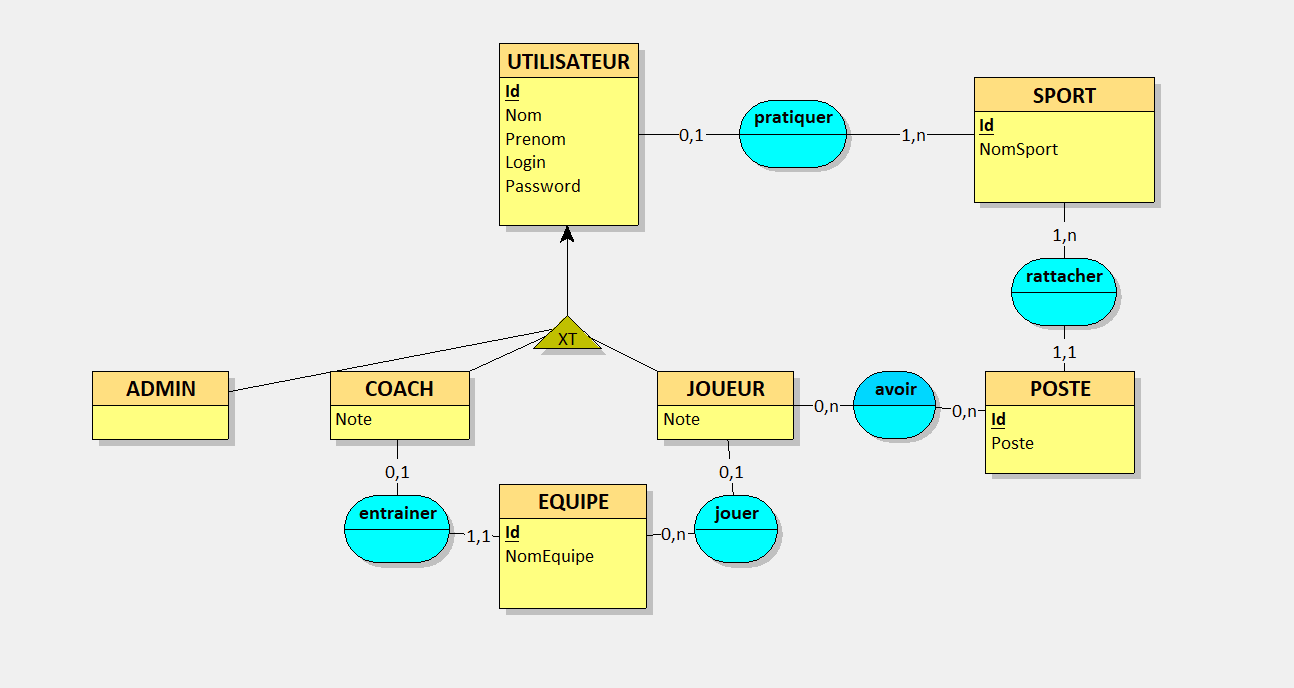 UTILISATEUR
Id
Nom
Prenom
Login
Password
0,1
pratiquer
1,n
SPORT
Id
NomSport
1,n
rattacher
1,1
XT
ADMIN
COACH
Note
JOUEUR
Note
0,n
avoir
0,n
POSTE
Id
Poste
0,1
entrainer
1,1
EQUIPE
Id
NomEquipe
0,n
jouer
0,1